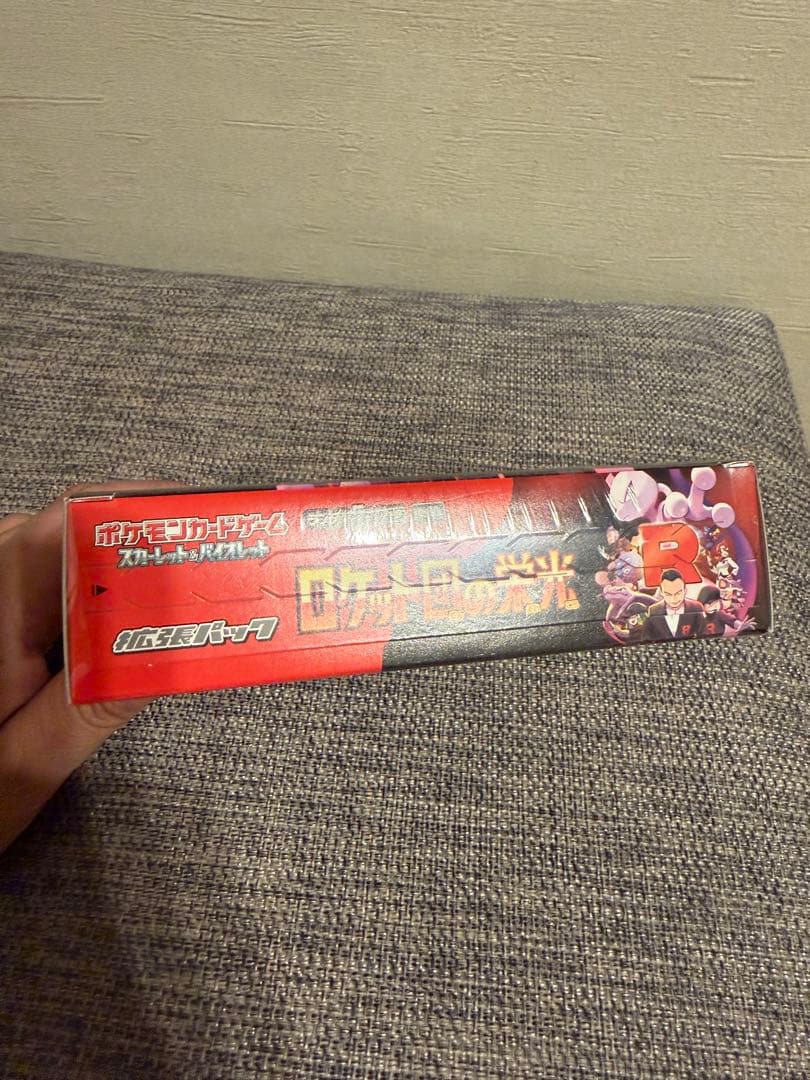 ポケモンカードゲーム
スカーレット&バイオレット
拡張パック
ロケット団の栄光
R